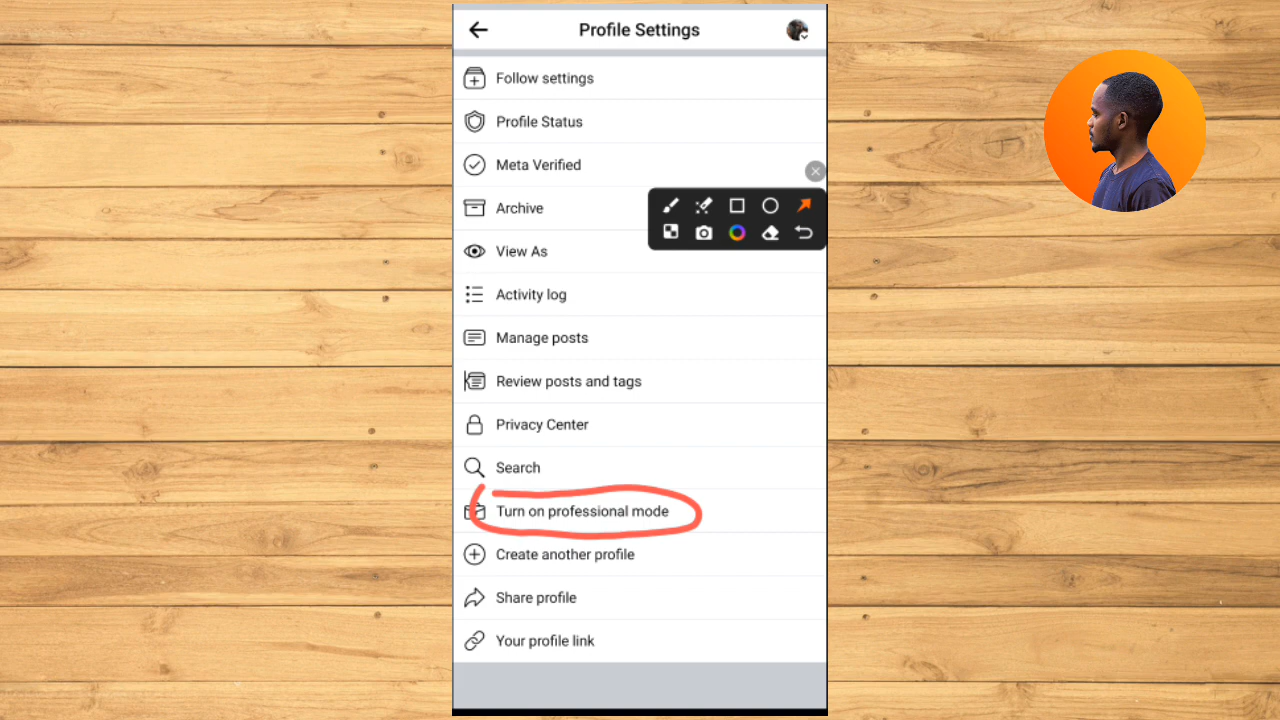 Profile Settings
Follow settings
Profile Status
Meta Verified
Archive
View As
Activity log
Manage posts
Review posts and tags
Privacy Center
Search
Turn on professional mode
Create another profile
Share profile
Your profile link